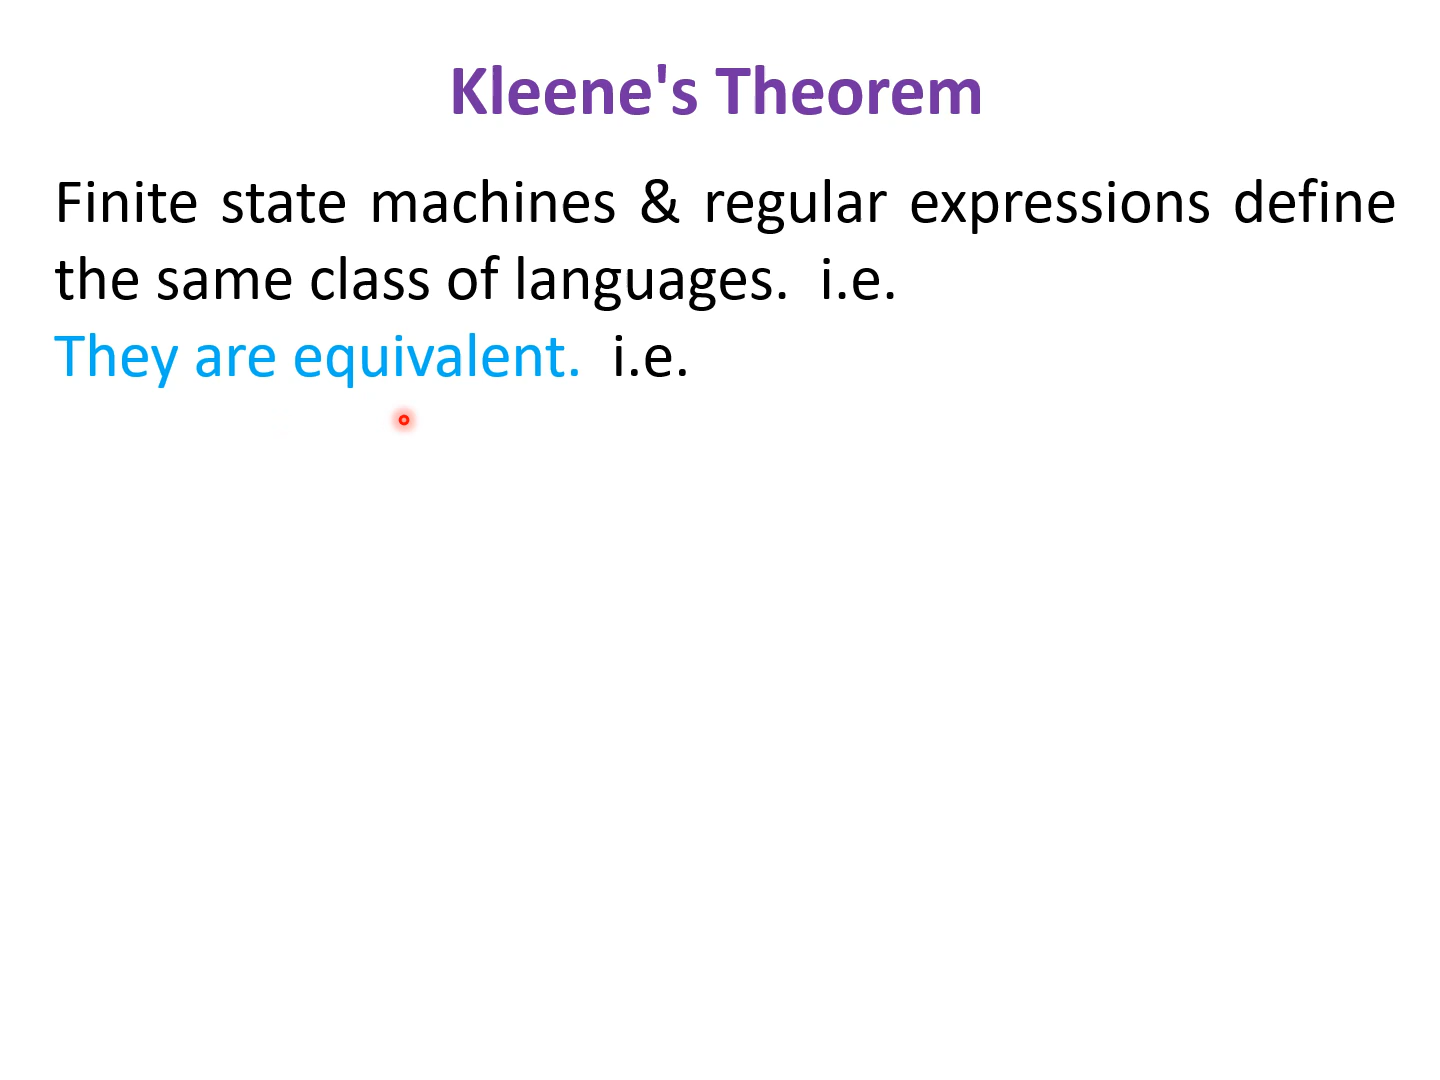 Kleene's Theorem
Finite state machines & regular expressions define
the same class of languages.  i.e.
They are equivalent.  i.e.